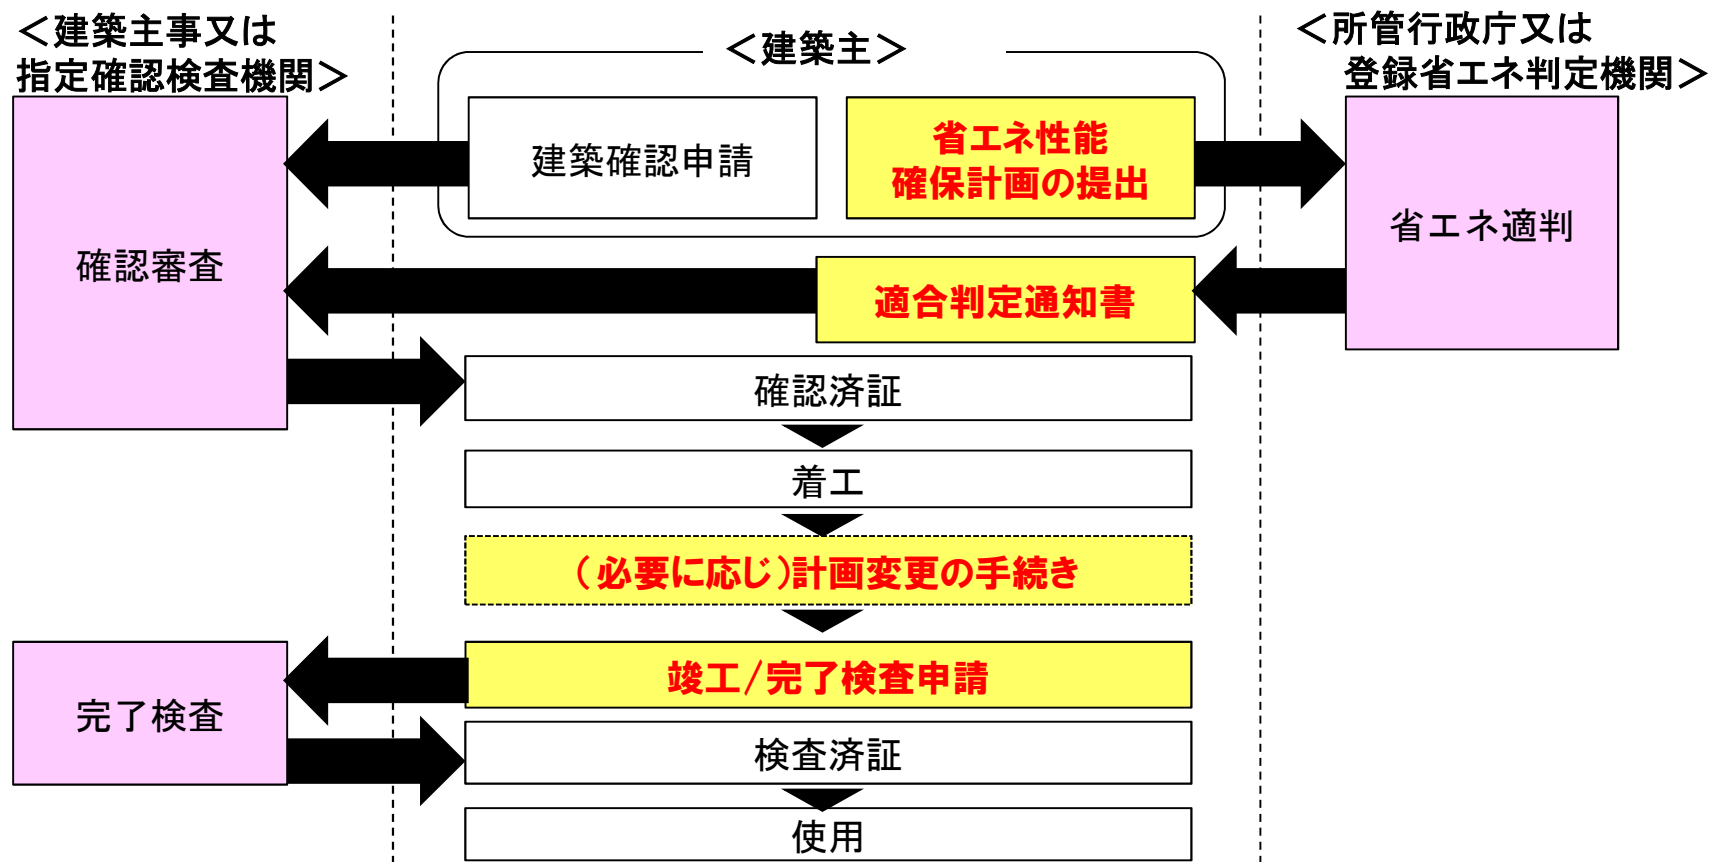 ＜建築主事又は
指定確認検査機関＞
＜建築主＞
＜所管行政庁又は
登録省エネ判定機関＞
建築確認申請
省エネ性能
確保計画の提出
確認審査
省エネ適判
適合判定通知書
確認済証
着工
（必要に応じ）計画変更の手続き
竣工/完了検査申請
完了検査
検査済証
使用